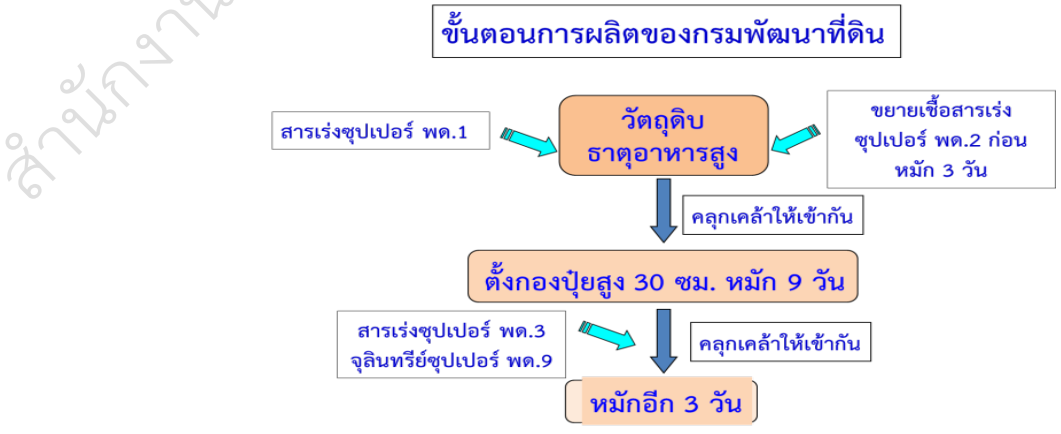 ขั้นตอนการผลิตของกรมพัฒนาที่ดิน
สำนักงาน
สารเร่งซุปเปอร์ พด.1
วัตถุดิบ
ธาตุอาหารสูง
ขยายเชื้อสารเร่ง
ซุปเปอร์ พด.2 ก่อน
หมัก 3 วัน
คลุกเคล้าให้เข้ากัน
ตั้งกองปุ๋ยสูง 30 ซม. หมัก 9 วัน
สารเร่งซุปเปอร์ พด.3
จุลินทรีย์ซุปเปอร์ พด.9
คลุกเคล้าให้เข้ากัน
หมักอีก 3 วัน